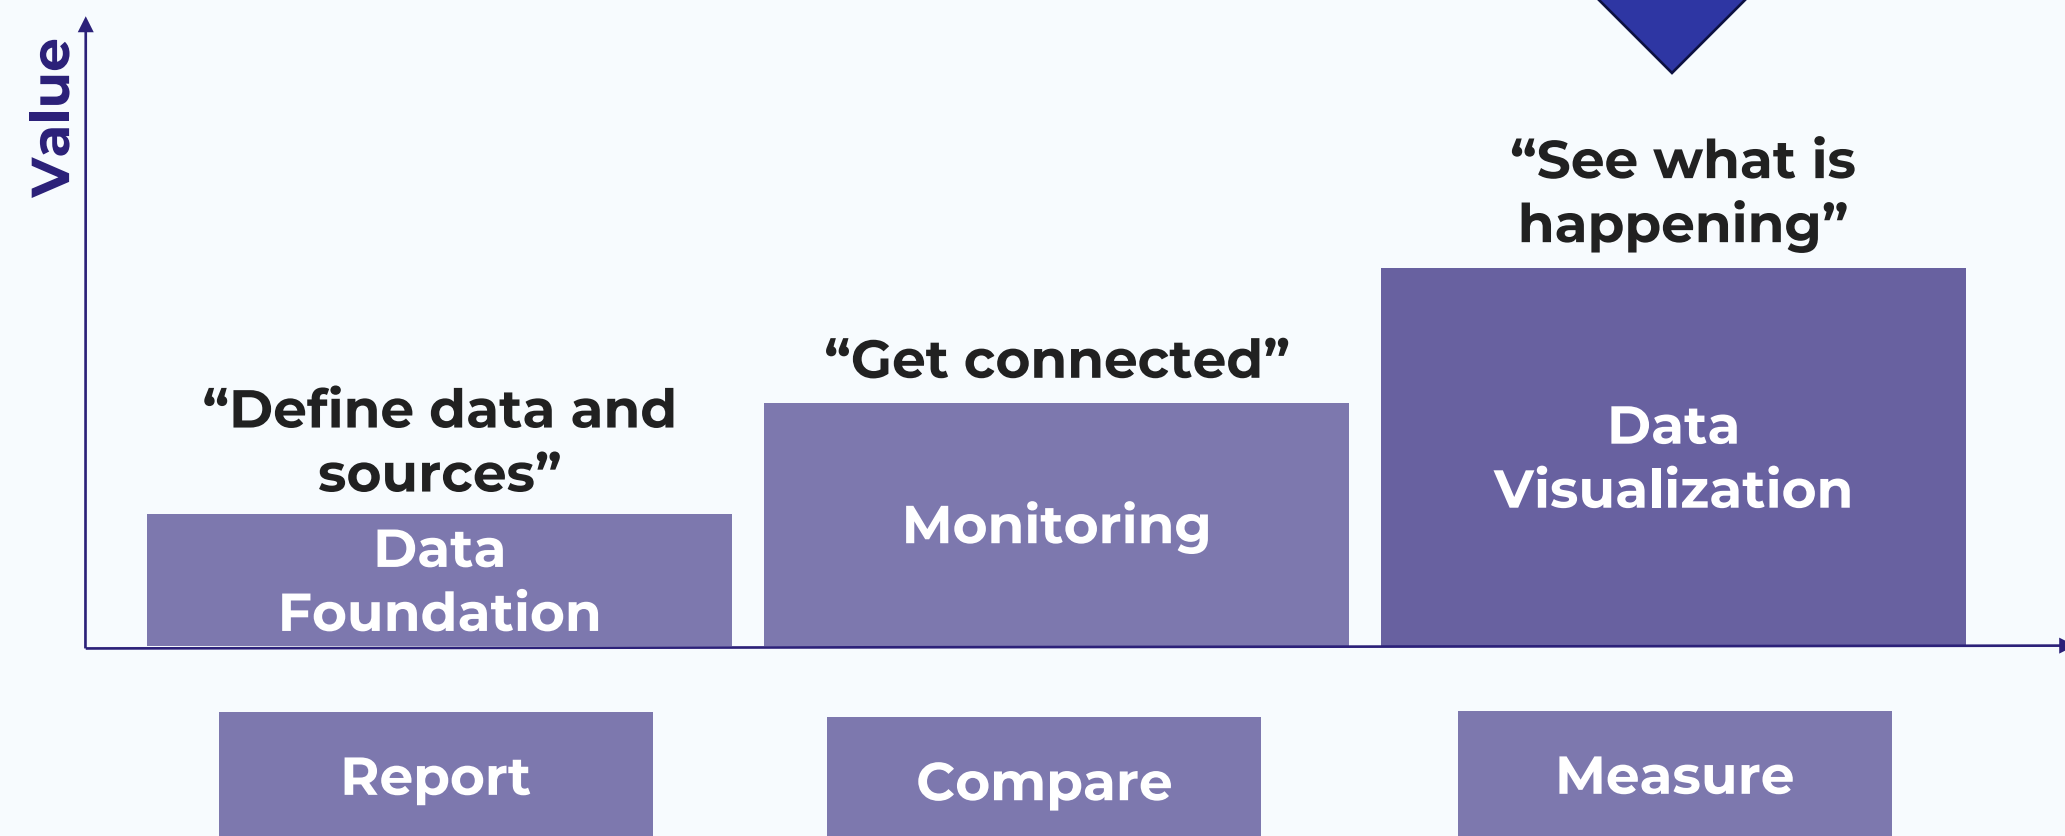 Value
“See what is
happening”
“Get connected”
“Define data and
sources”
Data
Foundation
Monitoring
Data
Visualization
Report
Compare
Measure